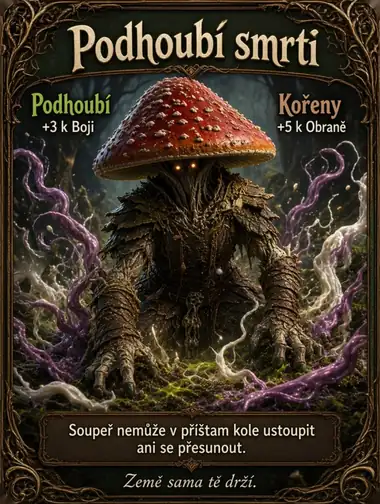 Podhoubí smrti
Podhoubí
+3 k Boji
Kořeny
+5 k Obraně
Soupeř nemůže v příštam kole ustoupit
ani se přesunout.
Země sama tě drží.